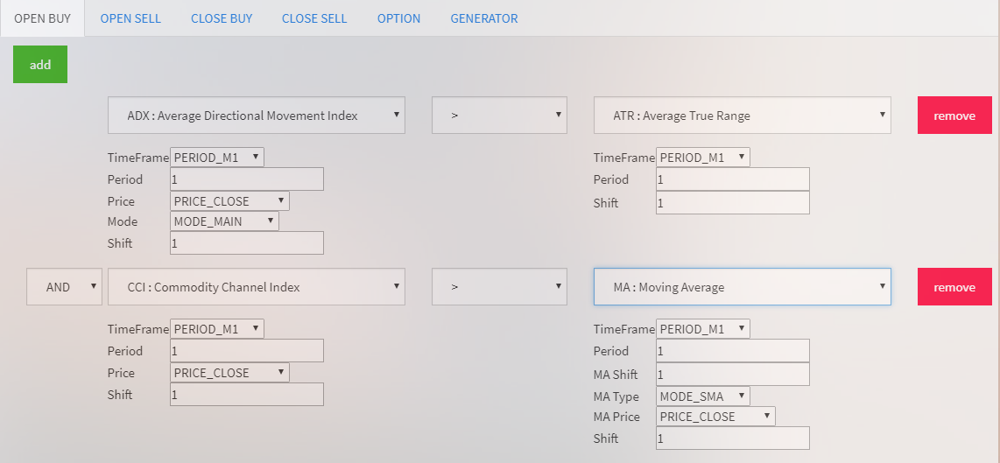 OPEN BUY OPEN SELL CLOSE BUY CLOSE SELL OPTION GENERATOR
add
ADX : Average Directional Movement Index > ATR : Average True Range remove
TimeFrame PERIOD_M1 TimeFrame PERIOD_M1
Period 1 Period 1
Price PRICE_CLOSE Shift 1
Mode MODE_MAIN
Shift 1
AND CCI : Commodity Channel Index > MA : Moving Average remove
TimeFrame PERIOD_M1 TimeFrame PERIOD_M1
Period 1 Period 1
Price PRICE_CLOSE MA Shift 1
Shift 1 MA Type MODE_SMA
MA Price PRICE_CLOSE
Shift 1